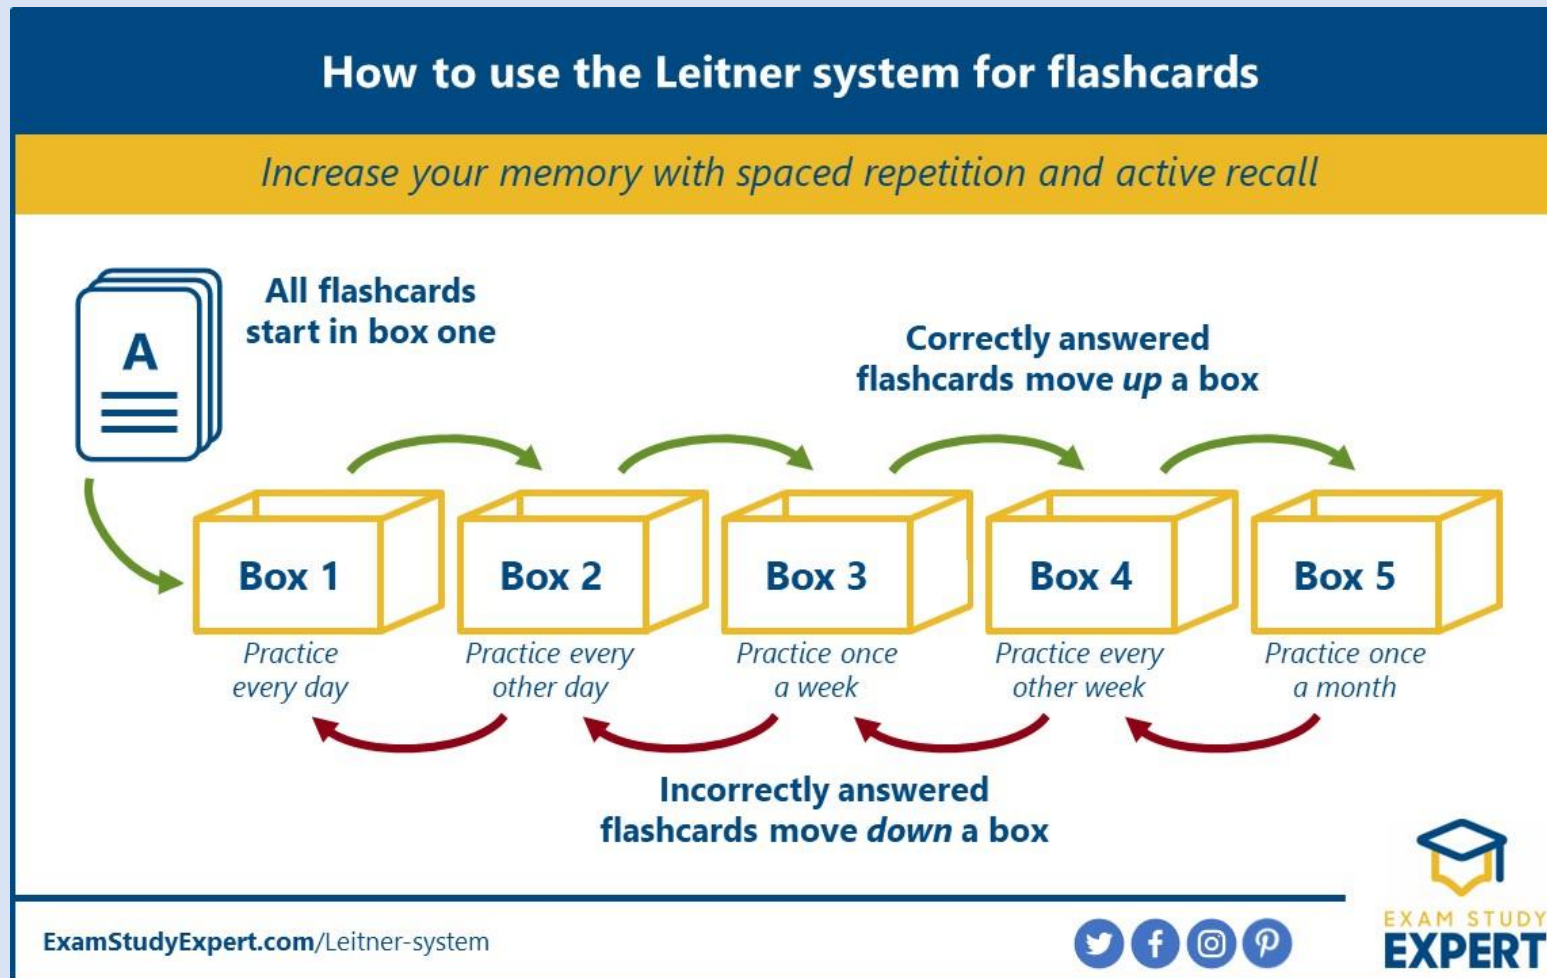 How to use the Leitner system for flashcards
Increase your memory with spaced repetition and active recall
A
All flashcards
start in box one
Correctly answered
flashcards move up a box
Box 1
Box 2
Box 3
Box 4
Box 5
Practice
every day
Practice every
other day
Practice once
a week
Practice every
other week
Practice once
a month
Incorrectly answered
flashcards move down a box
ExamStudyExpert.com/Leitner-system
EXAM STUDY
EXPERT